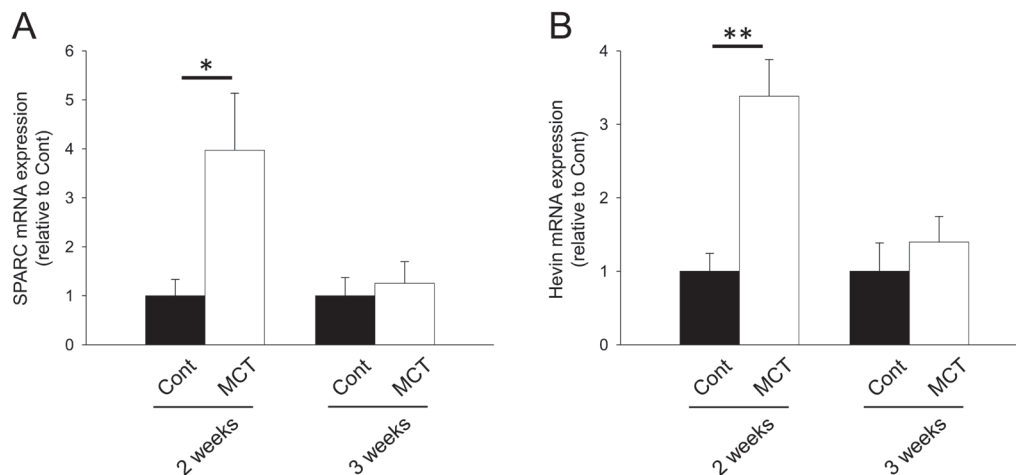 A
SPARC mRNA expression
(relative to Cont)
6
5
4
3
2
1
0
*
Cont
MCT
Cont
MCT
2 weeks
3 weeks
B
Hevin mRNA expression
(relative to Cont)
4
3
2
1
0
**
Cont
MCT
Cont
MCT
2 weeks
3 weeks